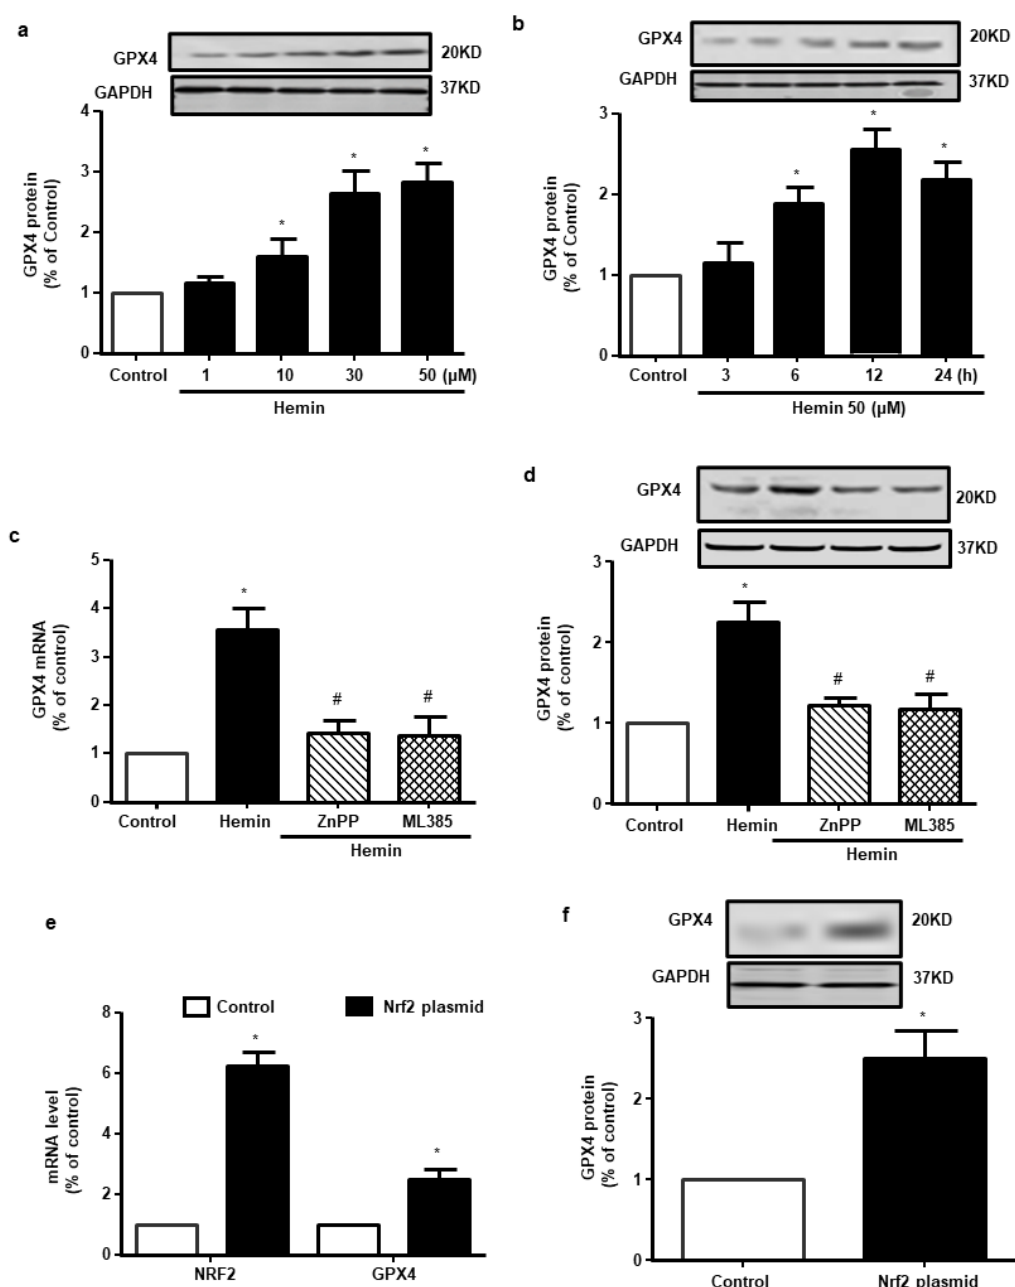 a
GPX4
20KD
GAPDH
37KD
GPX4 protein
(% of Control)
4
3
2
1
0
*
*
*
Control
1
10
30
50 (µM)
Hemin
b
GPX4
20KD
GAPDH
37KD
GPX4 protein
(% of Control)
3
2
1
0
*
*
*
Control
3
6
12
24 (h)
Hemin 50 (µM)
c
GPX4 mRNA
(% of control)
5
4
3
2
1
0
*
#
#
Control
Hemin
ZnPP
ML385
Hemin
d
GPX4
20KD
GAPDH
37KD
GPX4 protein
(% of control)
3
2
1
0
*
#
#
Control
Hemin
ZnPP
ML385
Hemin
e
Control
Nrf2 plasmid
mRNA level
(% of control)
8
6
4
2
0
*
*
NRF2
GPX4
f
GPX4
20KD
GAPDH
37KD
GPX4 protein
(% of control)
3
2
1
0
*
Control
Nrf2 plasmid